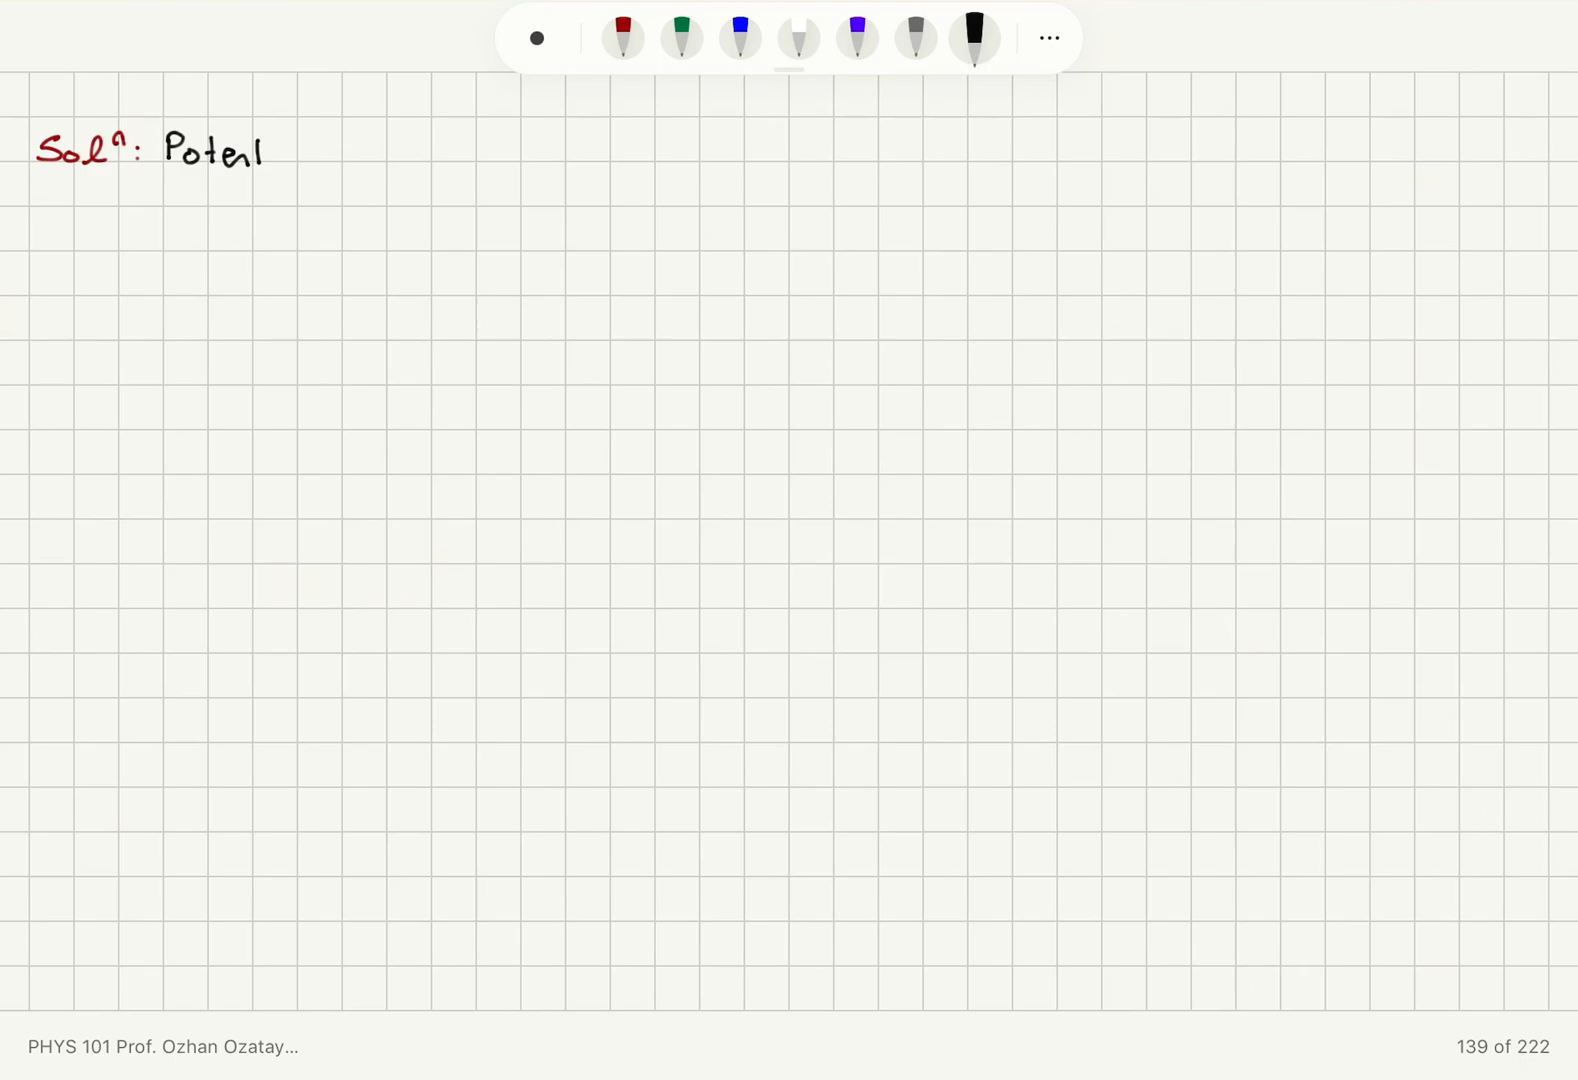 Solⁿ: Potenl
PHYS 101 Prof. Ozhan Ozatay...
139 of 222